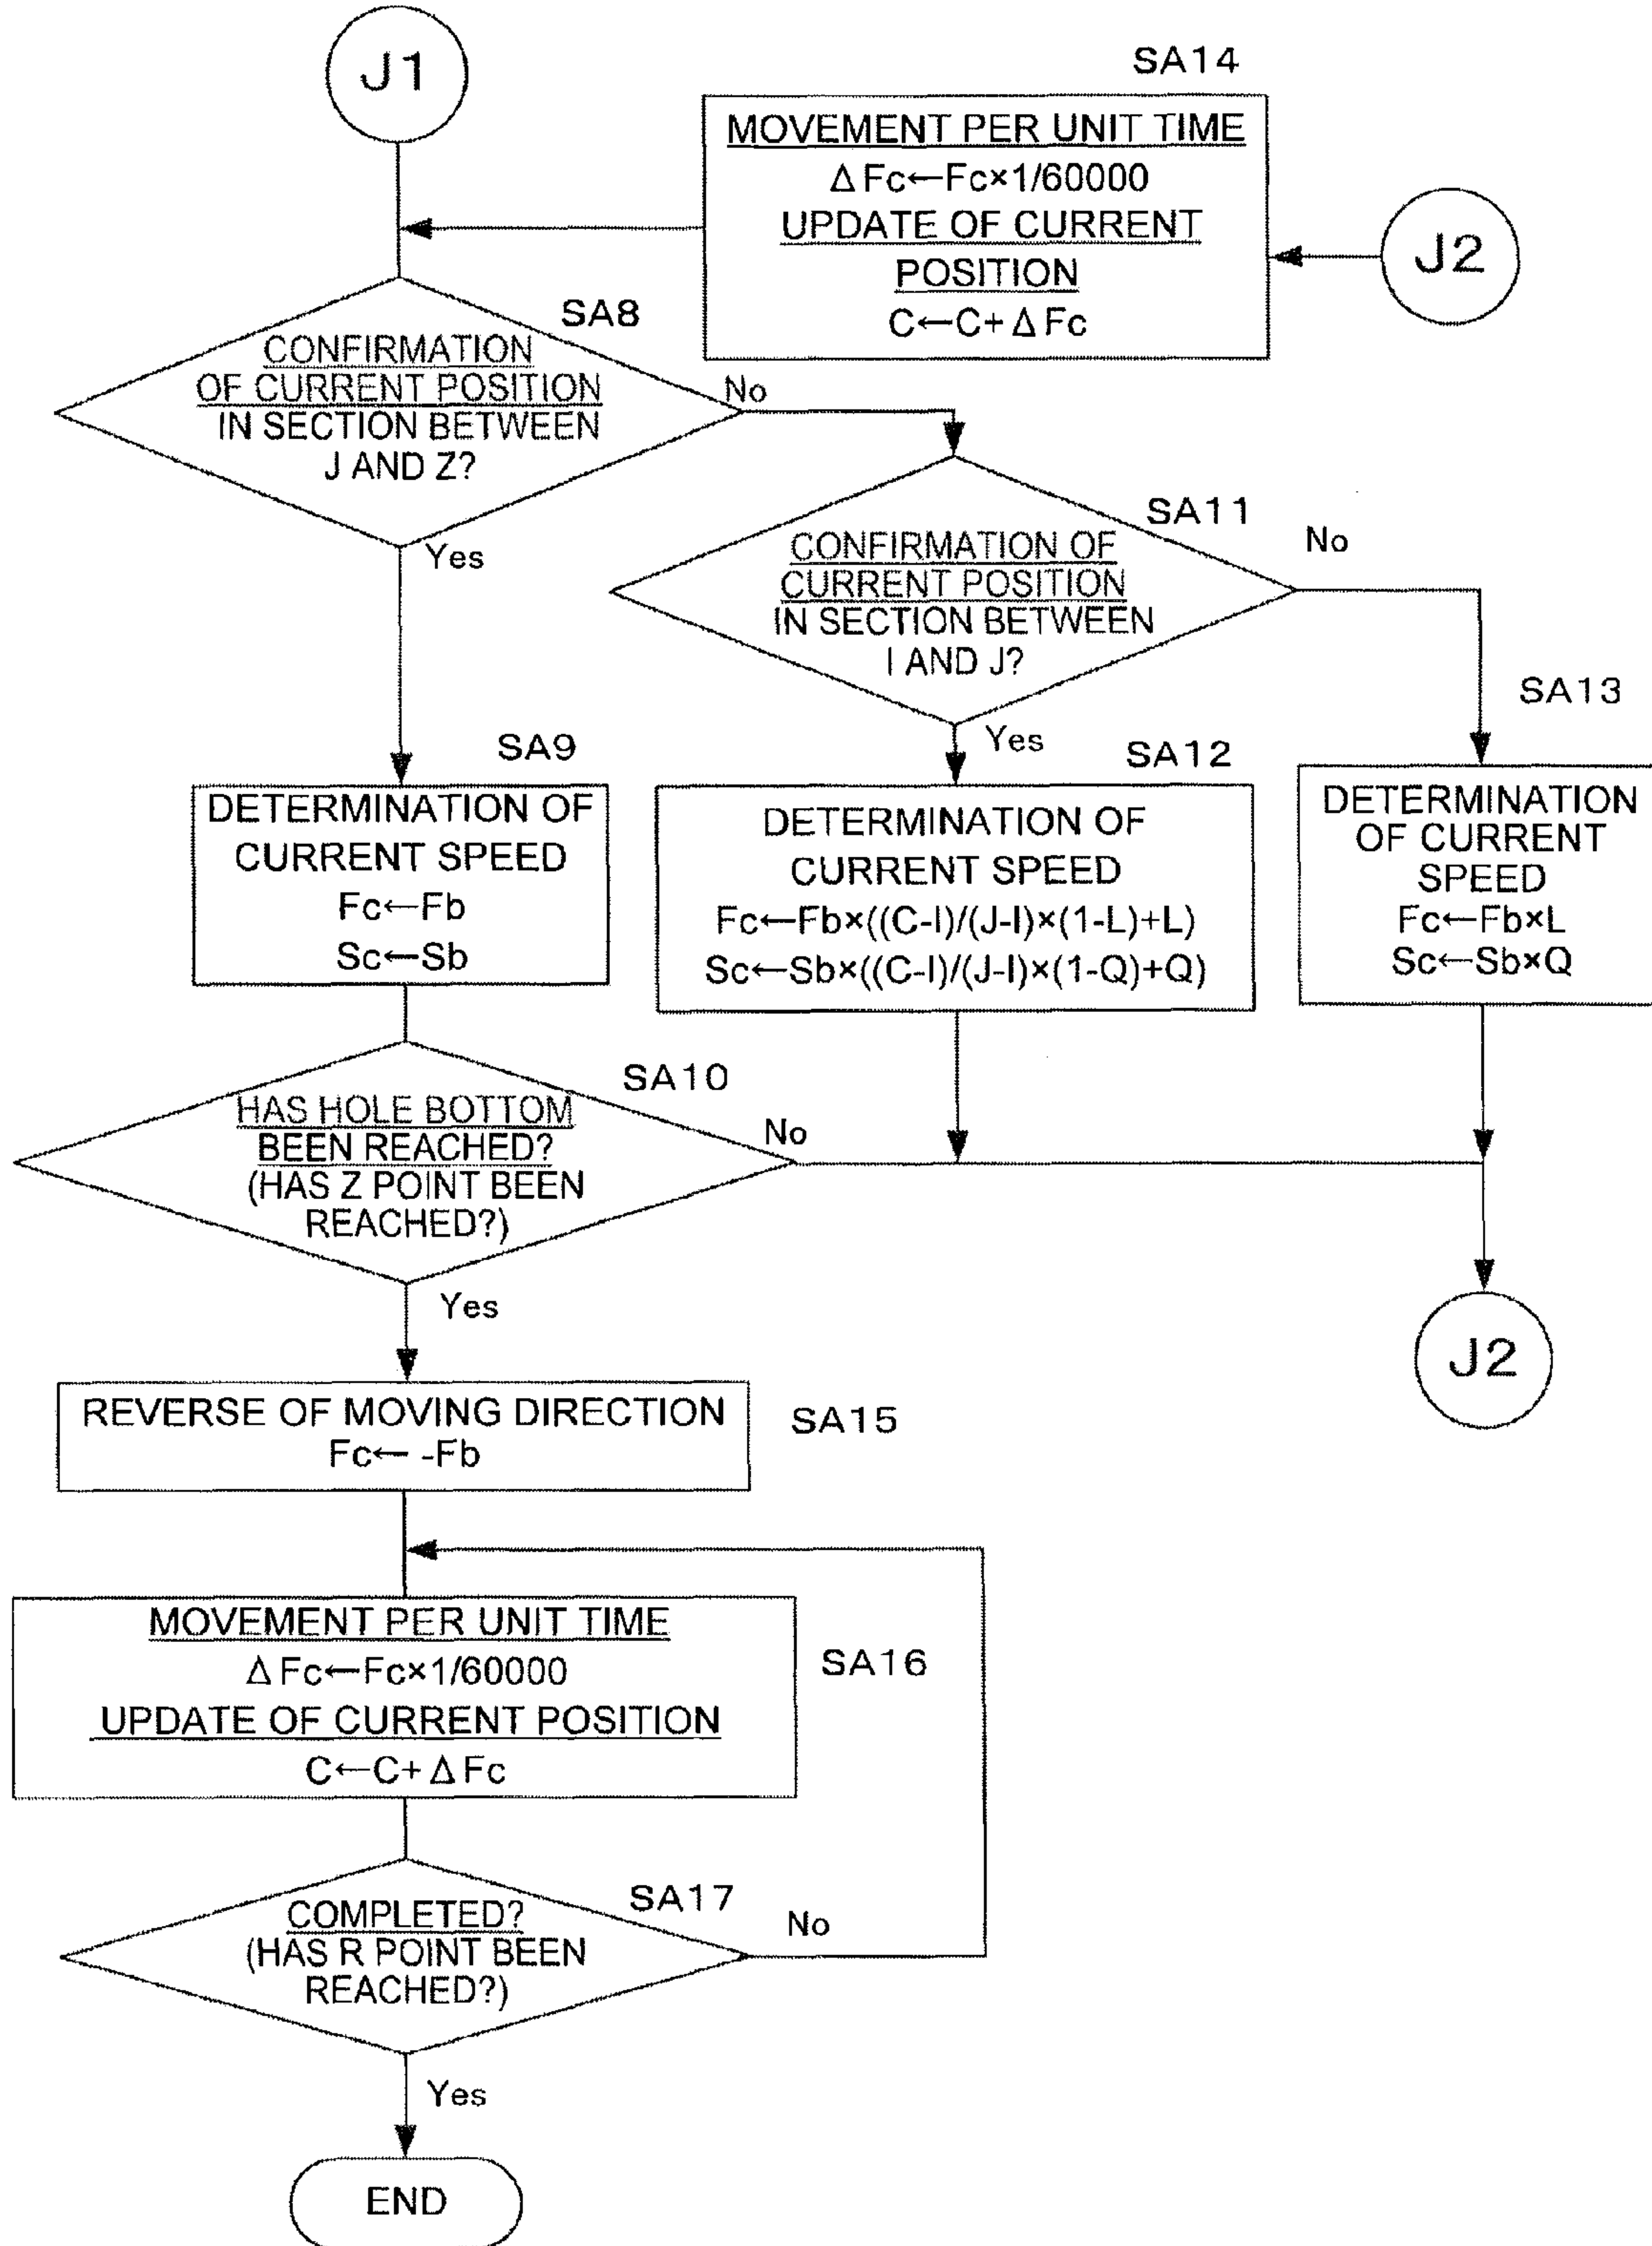 J1
SA14
MOVEMENT PER UNIT TIME
Δ Fc←Fc×1/60000
UPDATE OF CURRENT
POSITION
C←C+ Δ Fc
J2
SA8
CONFIRMATION
OF CURRENT POSITION
IN SECTION BETWEEN
J AND Z?
No
Yes
SA11
CONFIRMATION OF
CURRENT POSITION
IN SECTION BETWEEN
I AND J?
No
Yes
SA9
DETERMINATION OF
CURRENT SPEED
Fc←Fb
Sc←Sb
SA12
DETERMINATION OF
CURRENT SPEED
Fc←Fb×((C-I)/(J-I)×(1-L)+L)
Sc←Sb×((C-I)/(J-I)×(1-Q)+Q)
SA13
DETERMINATION
OF CURRENT
SPEED
Fc←Fb×L
Sc←Sb×Q
SA10
HAS HOLE BOTTOM
BEEN REACHED?
(HAS Z POINT BEEN
REACHED?)
No
Yes
J2
REVERSE OF MOVING DIRECTION
Fc← -Fb
SA15
MOVEMENT PER UNIT TIME
Δ Fc←Fc×1/60000
UPDATE OF CURRENT POSITION
C←C+ Δ Fc
SA16
SA17
COMPLETED?
(HAS R POINT BEEN
REACHED?)
No
Yes
END